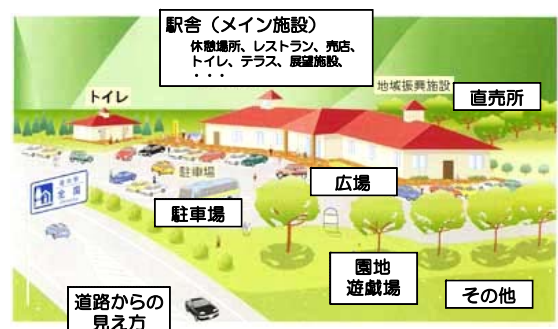 駅舎（メイン施設）
休憩場所、レストラン、売店、
トイレ、テラス、展望施設、
・・・
トイレ
地域振興施設
直売所
駐車場
広場
全国
駐車場
園地
遊戯場
その他
道路からの
見え方